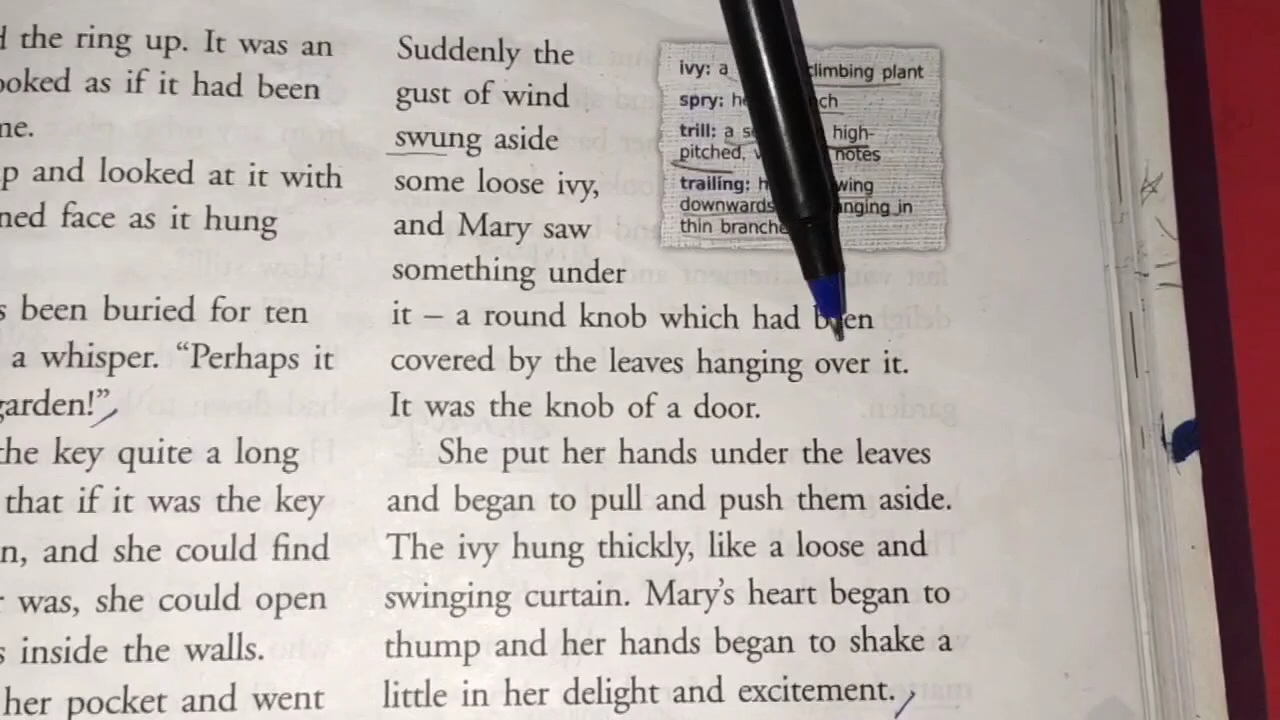 the ring up. It was an
ooked as if it had been
ne.
p and looked at it with
ned face as it hung
s been buried for ten
a whisper. “Perhaps it
garden!”
the key quite a long
that if it was the key
n, and she could find
was, she could open
s inside the walls.
her pocket and went
Suddenly the
gust of wind
swung aside
some loose ivy,
and Mary saw
something under
it – a round knob which had been
covered by the leaves hanging over it.
It was the knob of a door.
She put her hands under the leaves
and began to pull and push them aside.
The ivy hung thickly, like a loose and
swinging curtain. Mary’s heart began to
thump and her hands began to shake a
little in her delight and excitement.
ivy: a climbing plant
spry:
trill: a high-
pitched, notes
trailing:
downwards hanging in
thin branches